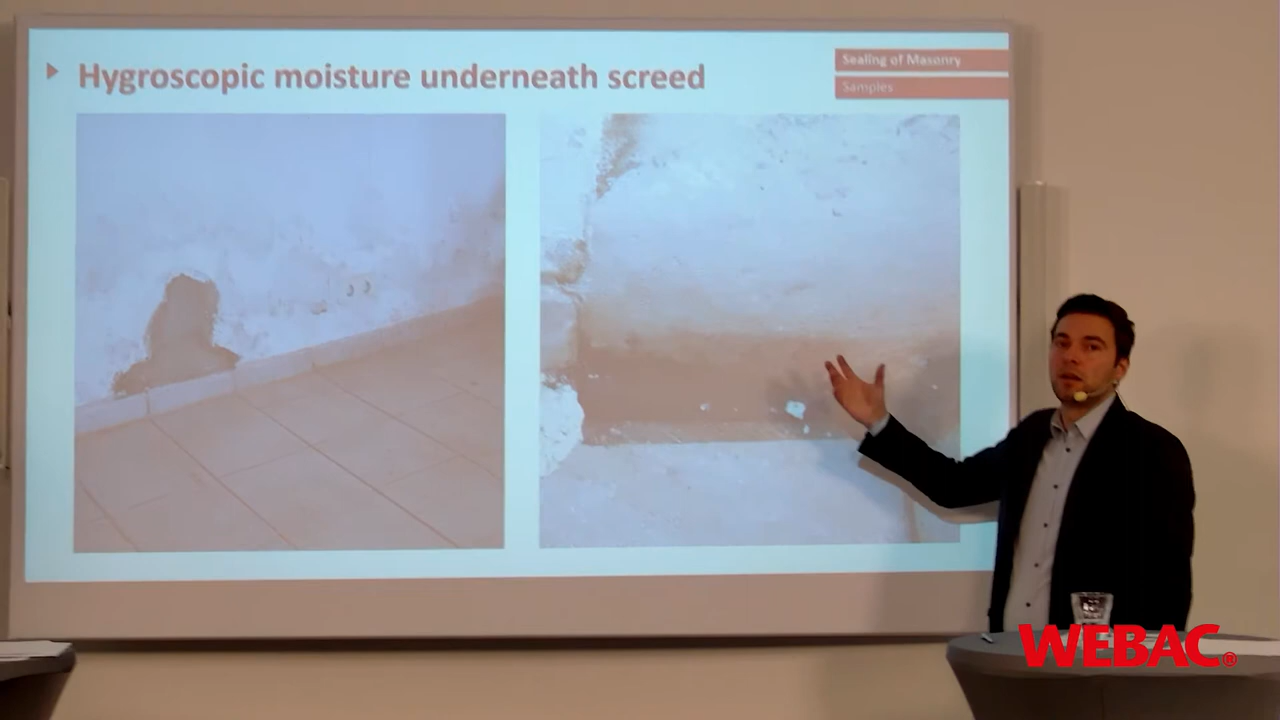 Hygroscopic moisture underneath screed
Sealing of Masonry
Samples
WEBAC®